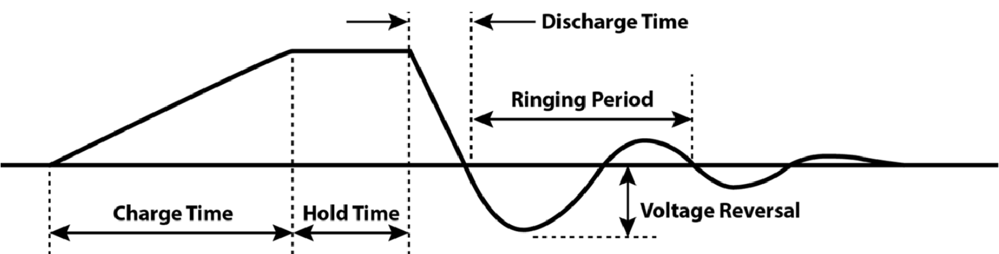 Discharge Time
Ringing Period
Charge Time
Hold Time
Voltage Reversal